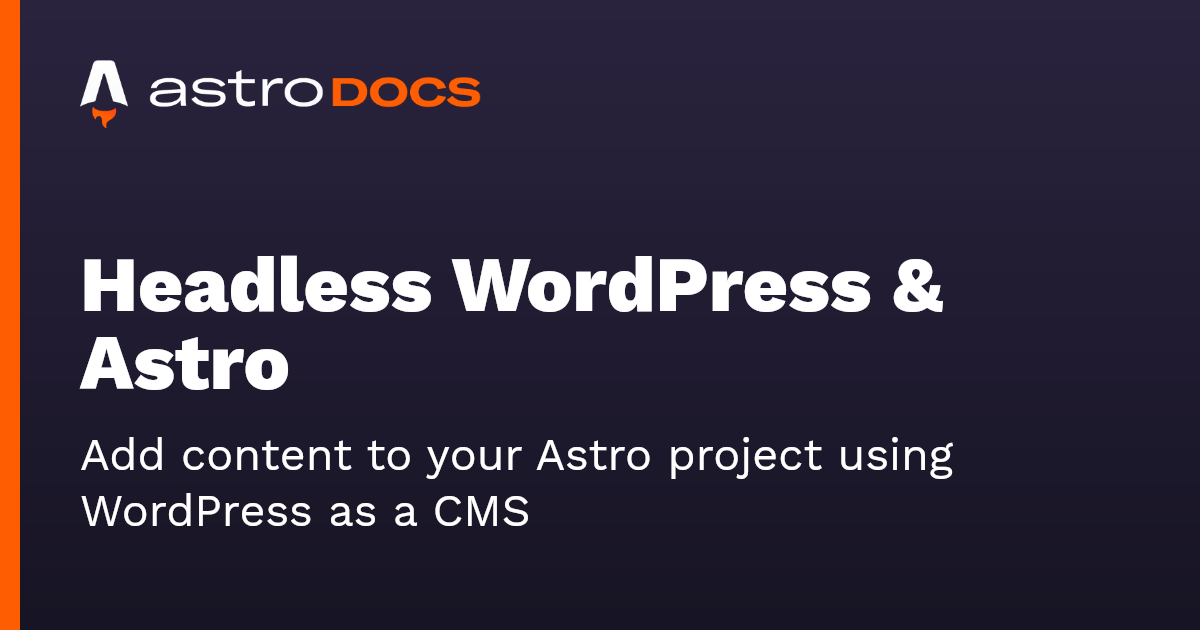 astro DOCS
Headless WordPress &
Astro
Add content to your Astro project using
WordPress as a CMS